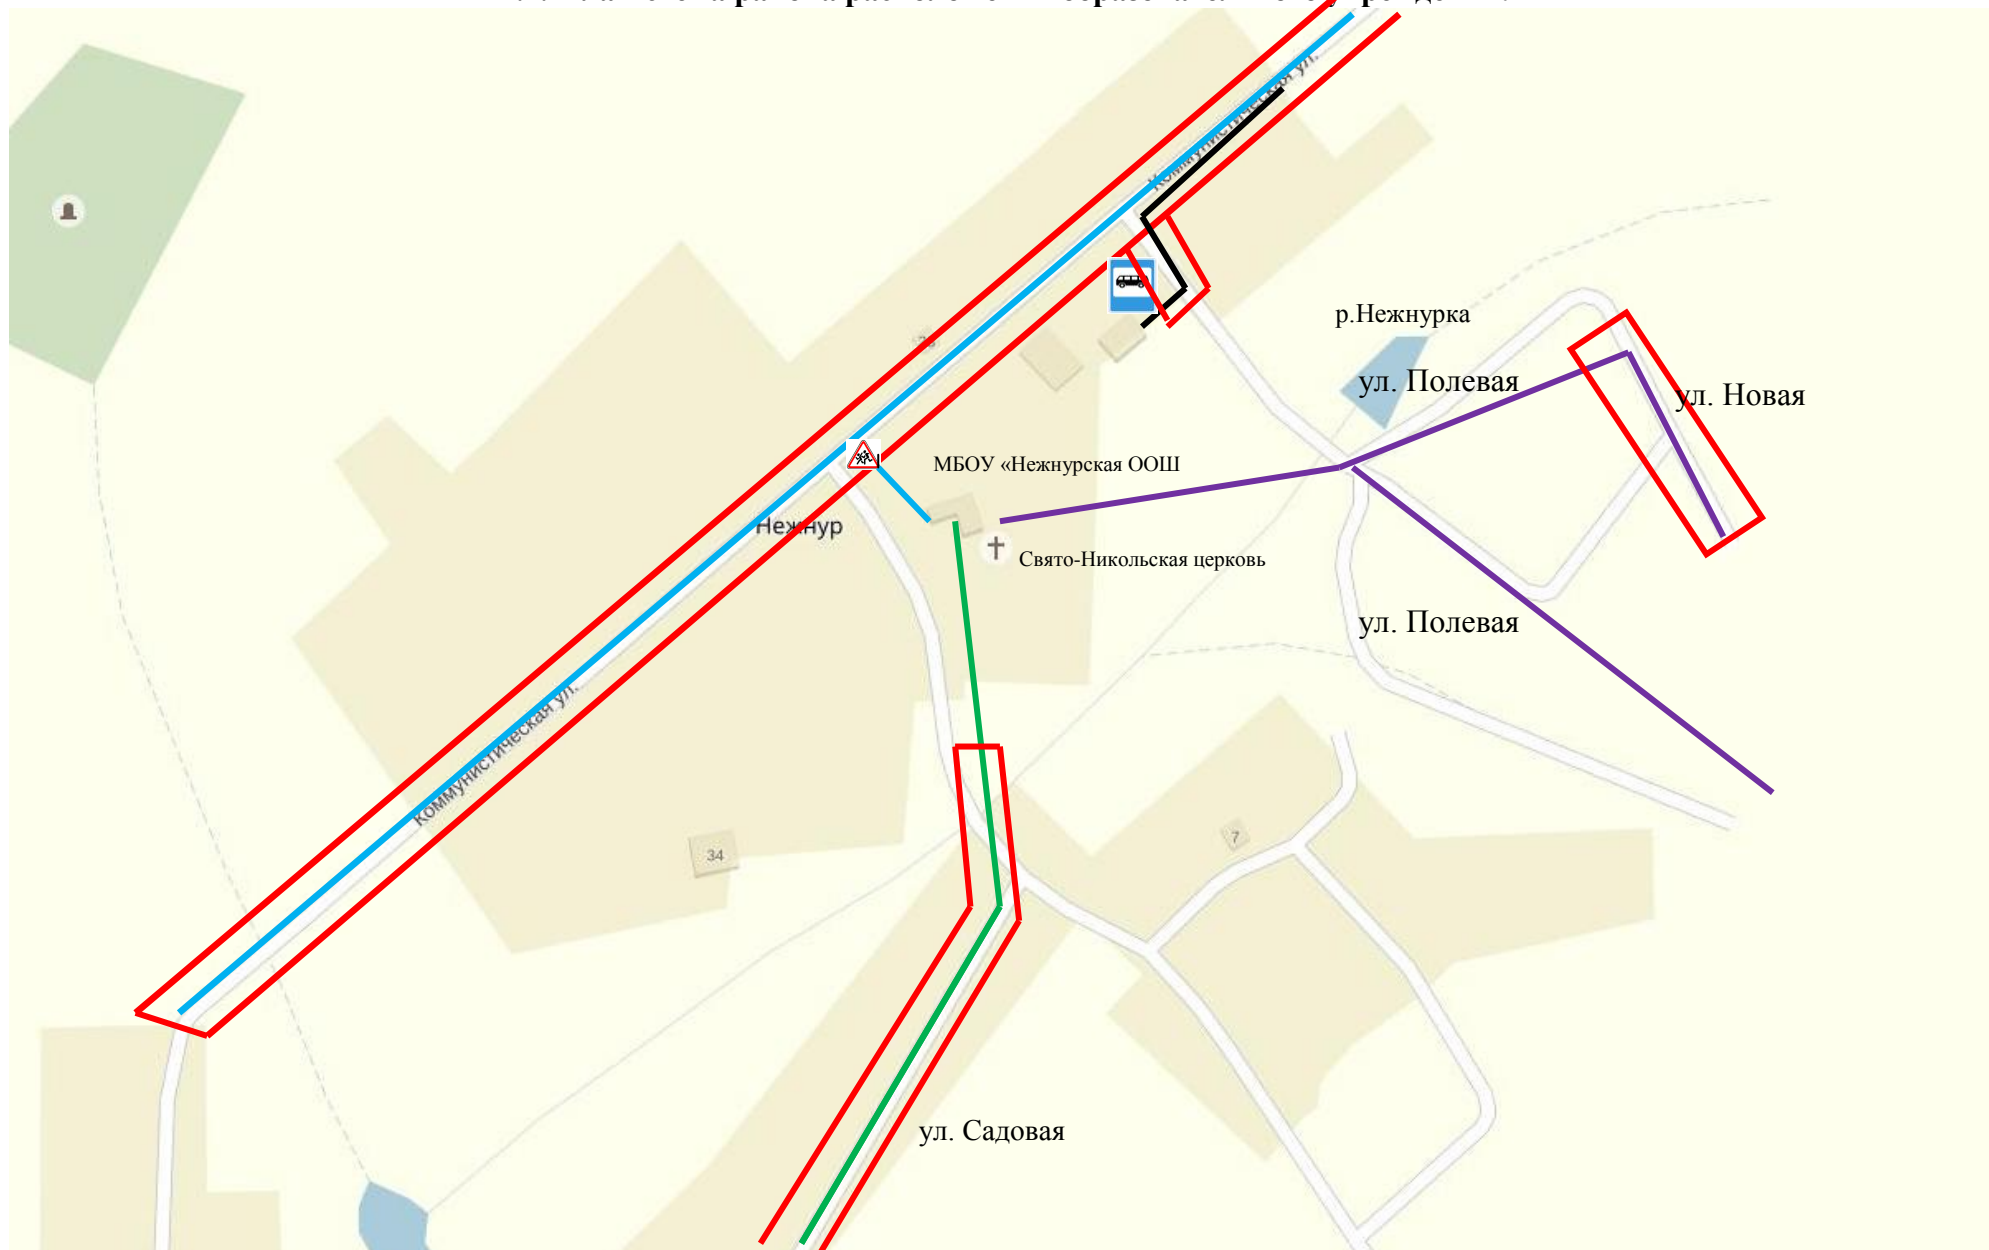 Коммунистическая ул.
р.Нежнурка
ул. Полевая
ул. Новая
МБОУ «Нежнурская ООШ
Нежнур
Свято-Никольская церковь
ул. Полевая
Коммунистическая ул.
7
34
ул. Садовая